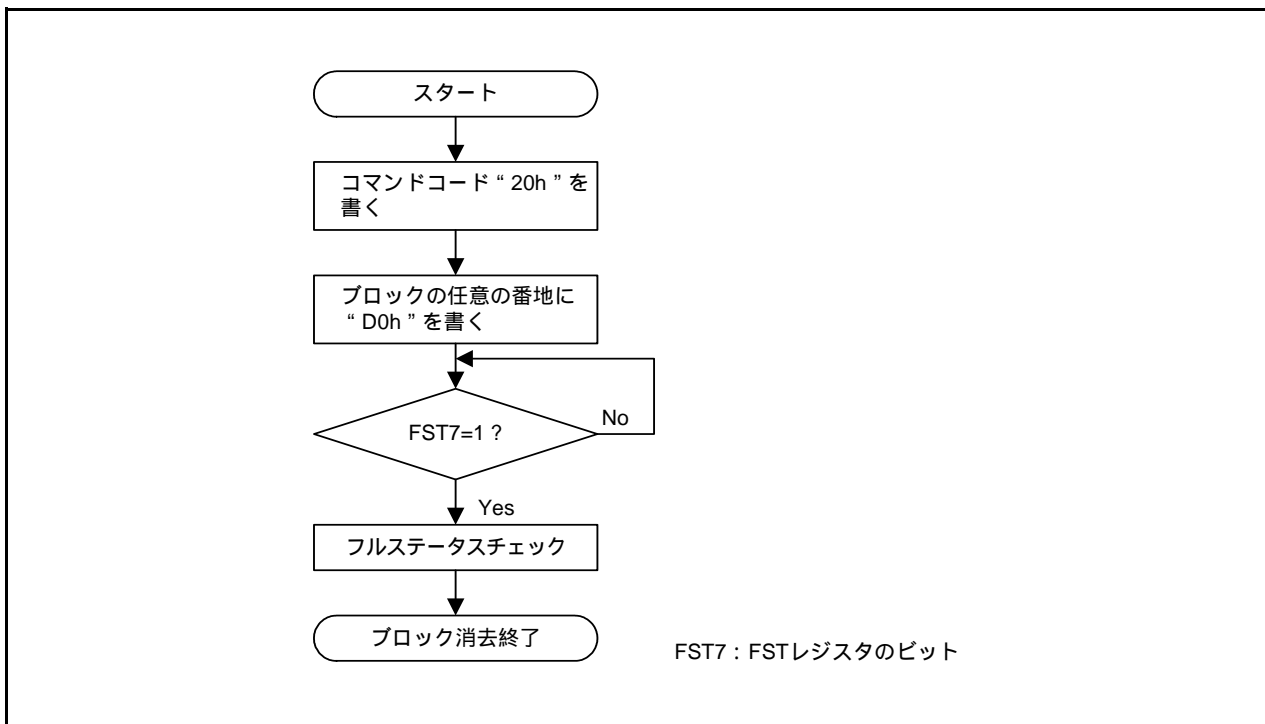 スタート
コマンドコード“20h”を
書く
ブロックの任意の番地に
“D0h”を書く
FST7=1 ?
No
Yes
フルステータスチェック
ブロック消去終了
FST7：FSTレジスタのビット